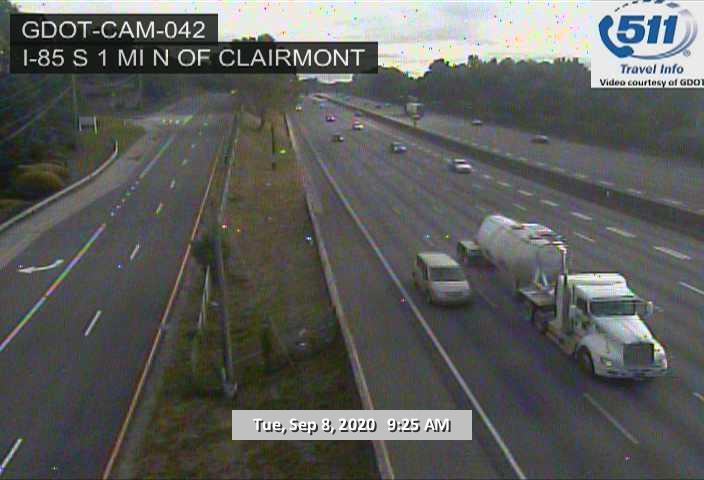 GDOT-CAM-042
I-85 S 1 MI N OF CLAIRMONT
511
Travel Info
Video courtesy of GDOT
Tue, Sep 8, 2020 9:25 AM